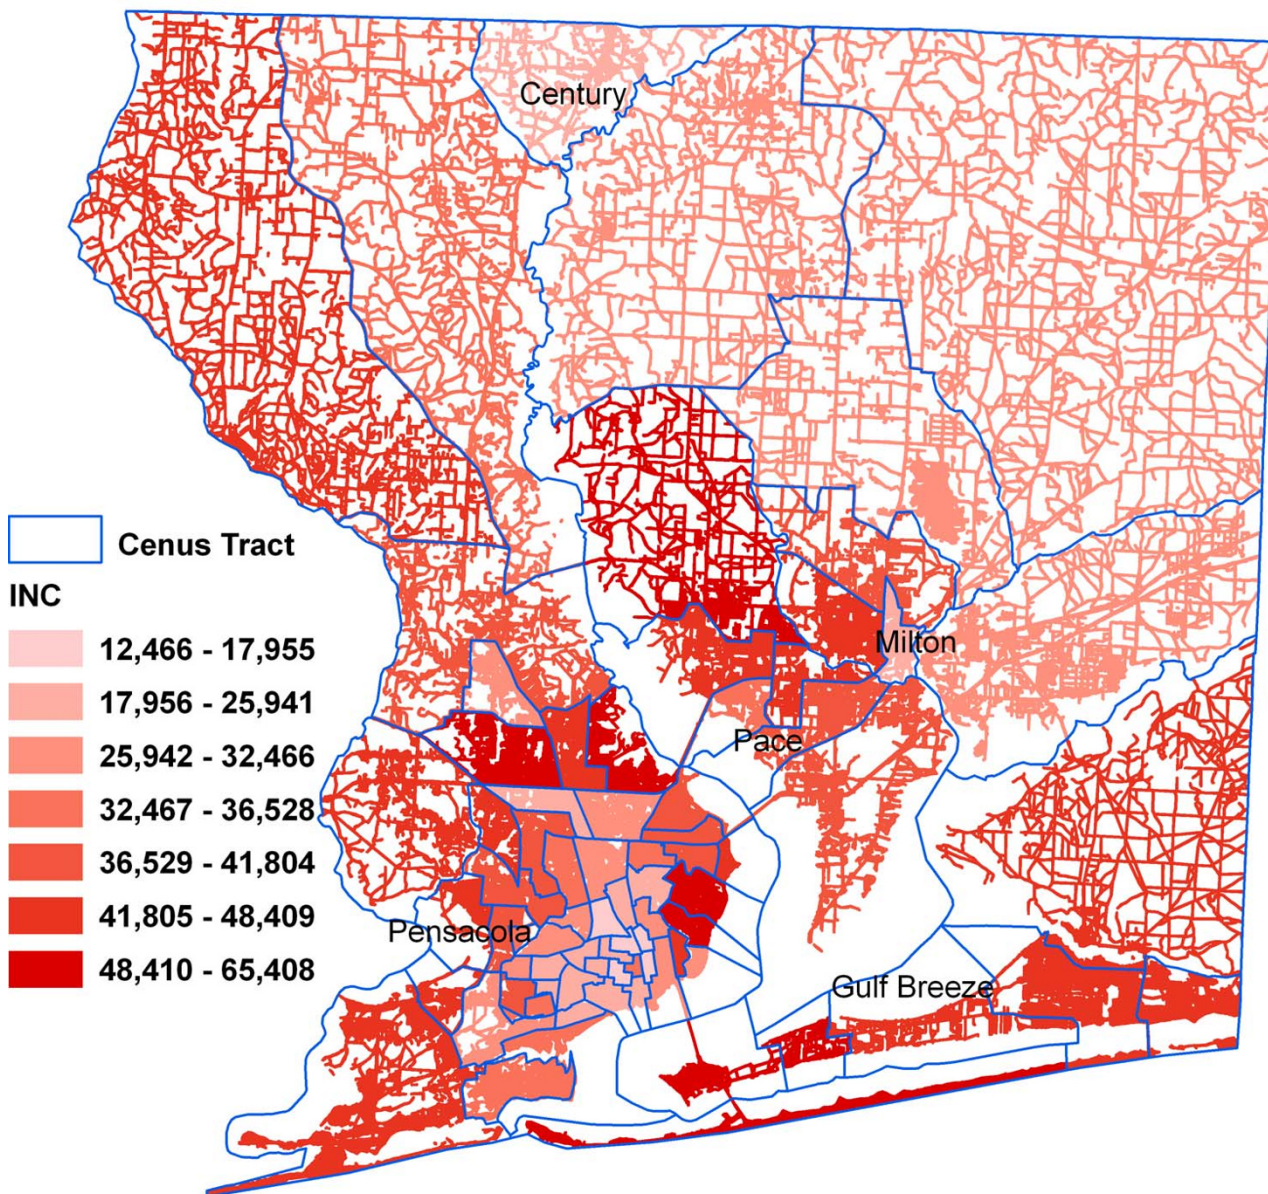 Century
Cenus Tract
INC
12,466 - 17,955
17,956 - 25,941
25,942 - 32,466
32,467 - 36,528
36,529 - 41,804
41,805 - 48,409
48,410 - 65,408
Milton
Pace
Pensacola
Gulf Breeze